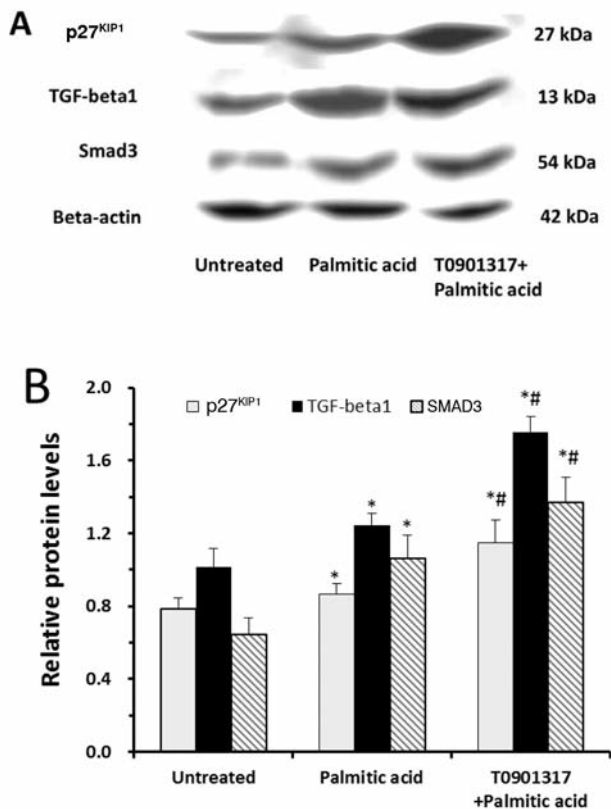 A
p27KIP1 27 kDa
TGF-beta1 13 kDa
Smad3 54 kDa
Beta-actin 42 kDa
Untreated Palmitic acid T0901317+
Palmitic acid
B
2.0
p27KIP1 TGF-beta1 SMAD3
*#
1.6
*#
*#
1.2
*
*
*
0.8
0.4
0.0
Relative protein levels
Untreated Palmitic acid T0901317
+Palmitic acid